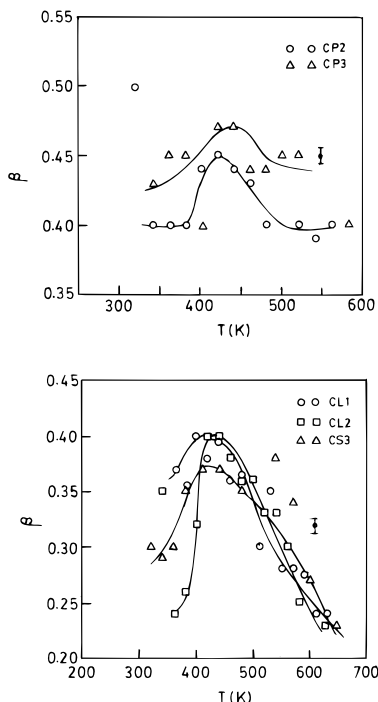 0.55
○ ○ CP2
△ △ CP3
0.50
0.45
β
0.40
0.35
300 400 500 600
T(K)
0.45
○ ○ CL1
□ □ CL2
△ △ CS3
0.40
0.35
β
0.30
0.25
0.20
200 300 400 500 600 700
T(K)